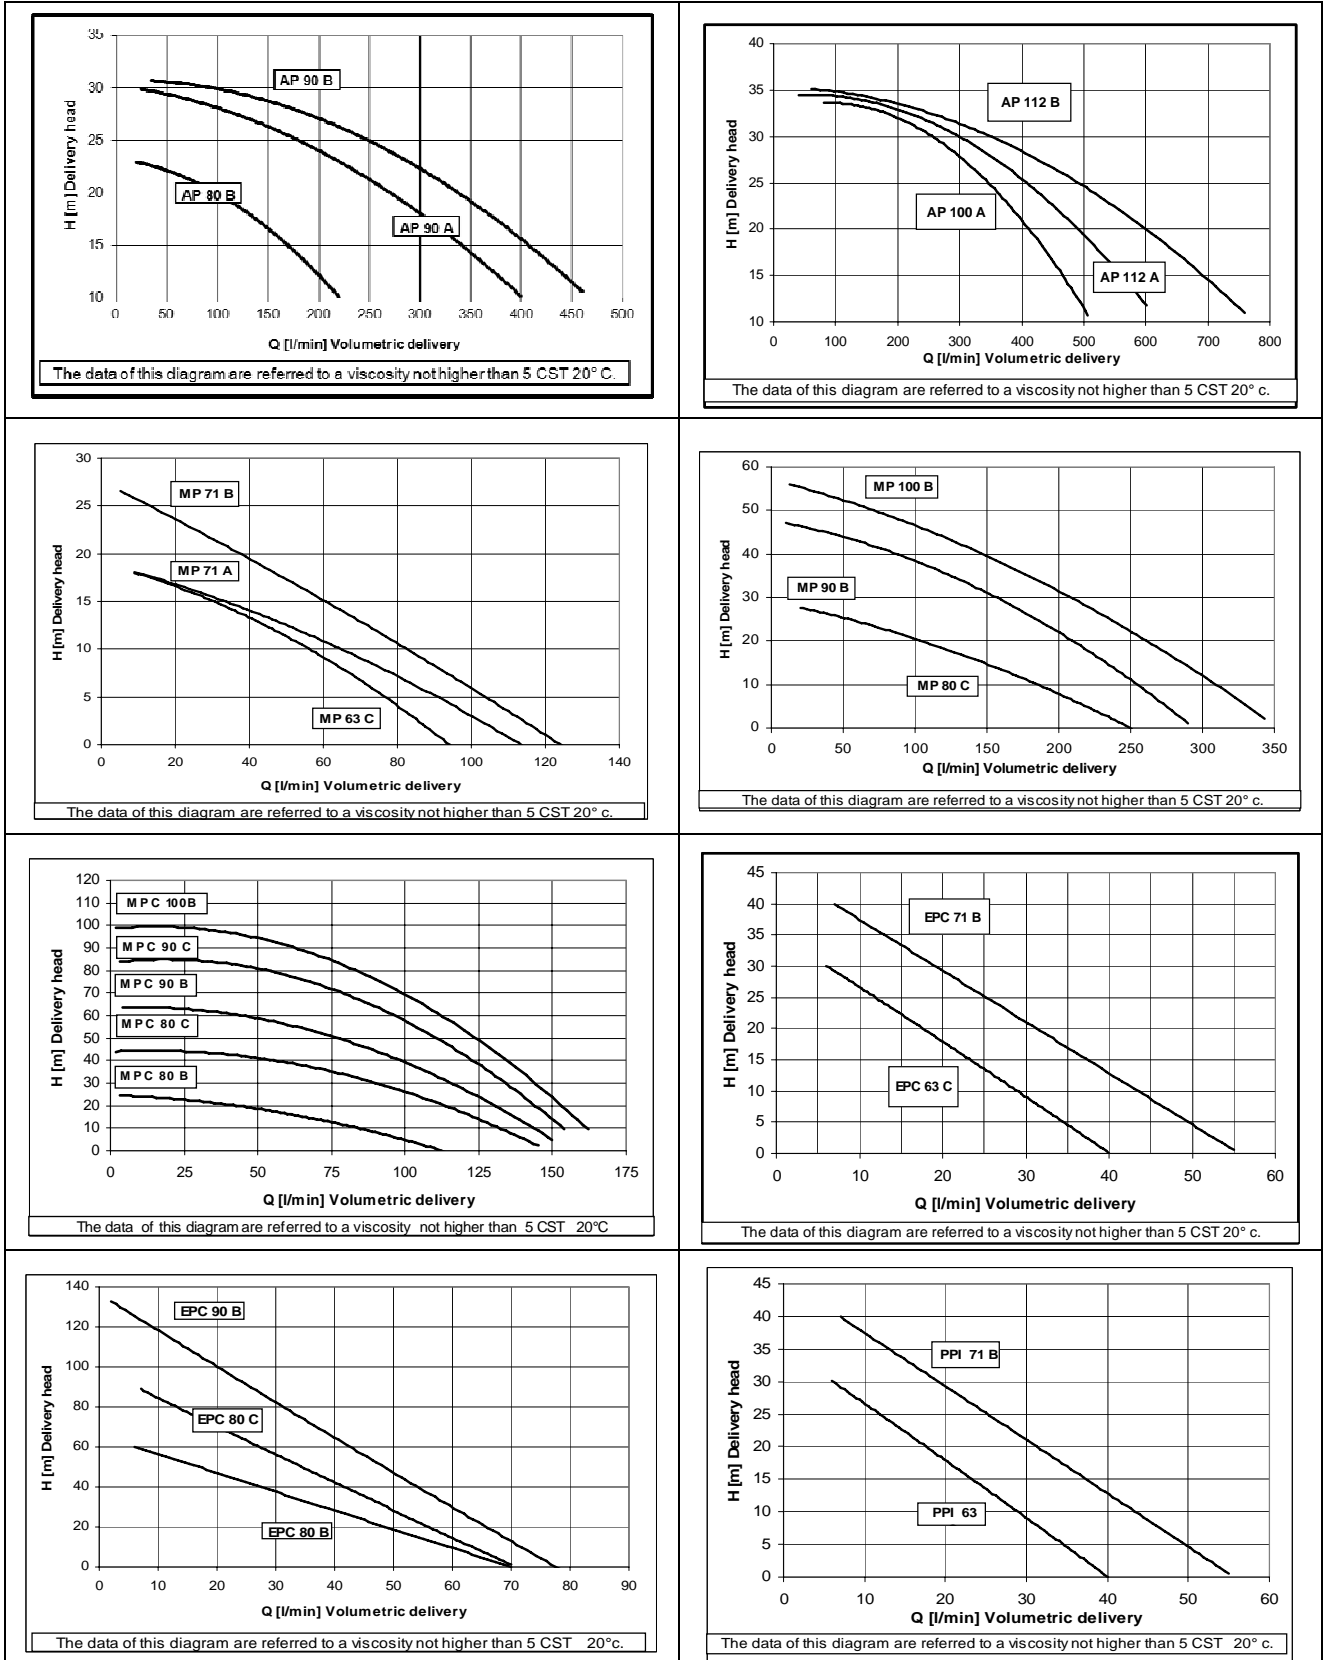 35
30
25
20
15
10
H [m] Delivery head
AP 90 B
AP 80 B
AP 90 A
0 50 100 150 200 250 300 350 400 450 500
Q [l/min] Volumetric delivery
The data of this diagram are referred to a viscosity not higher than 5 CST 20° C.
40
35
30
25
20
15
10
H [m] Delivery head
AP 112 B
AP 100 A
AP 112 A
0 100 200 300 400 500 600 700 800
Q [l/min] Volumetric delivery
The data of this diagram are referred to a viscosity not higher than 5 CST 20° c.
30
25
20
15
10
5
0
H [m] Delivery head
MP 71 B
MP 71 A
MP 63 C
0 20 40 60 80 100 120 140
Q [l/min] Volumetric delivery
The data of this diagram are referred to a viscosity not higher than 5 CST 20° c.
60
50
40
30
20
10
0
H [m] Delivery head
MP 100 B
MP 90 B
MP 80 C
0 50 100 150 200 250 300 350
Q [l/min] Volumetric delivery
The data of this diagram are referred to a viscosity not higher than 5 CST 20° c.
120
110
100
90
80
70
60
50
40
30
20
10
0
H [m] Delivery head
MPC 100B
MPC 90 C
MPC 90 B
MPC 80 C
MPC 80 B
0 25 50 75 100 125 150 175
Q [l/min] Volumetric delivery
The data of this diagram are referred to a viscosity not higher than 5 CST 20°C
45
40
35
30
25
20
15
10
5
0
H [m] Delivery head
EPC 71 B
EPC 63 C
0 10 20 30 40 50 60
Q [l/min] Volumetric delivery
The data of this diagram are referred to a viscosity not higher than 5 CST 20° c.
140
120
100
80
60
40
20
0
H [m] Delivery head
EPC 90 B
EPC 80 C
EPC 80 B
0 10 20 30 40 50 60 70 80 90
Q [l/min] Volumetric delivery
The data of this diagram are referred to a viscosity not higher than 5 CST 20°c.
45
40
35
30
25
20
15
10
5
0
H [m] Delivery head
PPI 71 B
PPI 63
0 10 20 30 40 50 60
Q [l/min] Volumetric delivery
The data of this diagram are referred to a viscosity not higher than 5 CST 20° c.